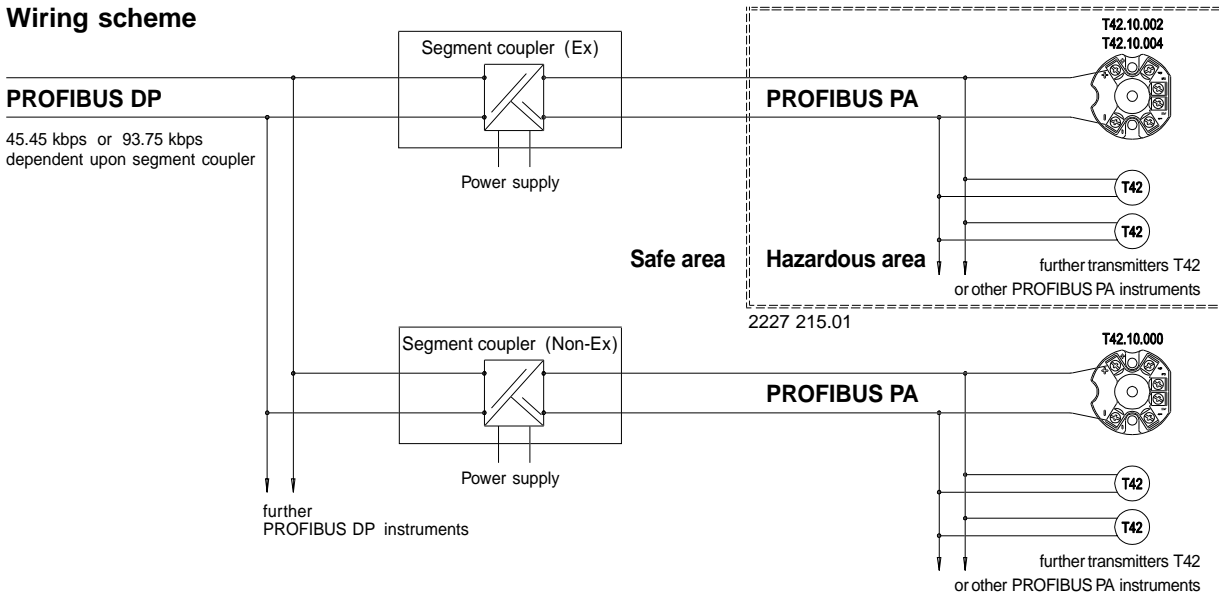 Wiring scheme
PROFIBUS DP
45.45 kbps or 93.75 kbps
dependent upon segment coupler
Segment coupler (Ex)
Power supply
PROFIBUS PA
T42.10.002
T42.10.004
T42
T42
Safe area
Hazardous area
further transmitters T42
or other PROFIBUS PA instruments
2227 215.01
Segment coupler (Non-Ex)
Power supply
PROFIBUS PA
T42.10.000
T42
T42
further
PROFIBUS DP instruments
further transmitters T42
or other PROFIBUS PA instruments